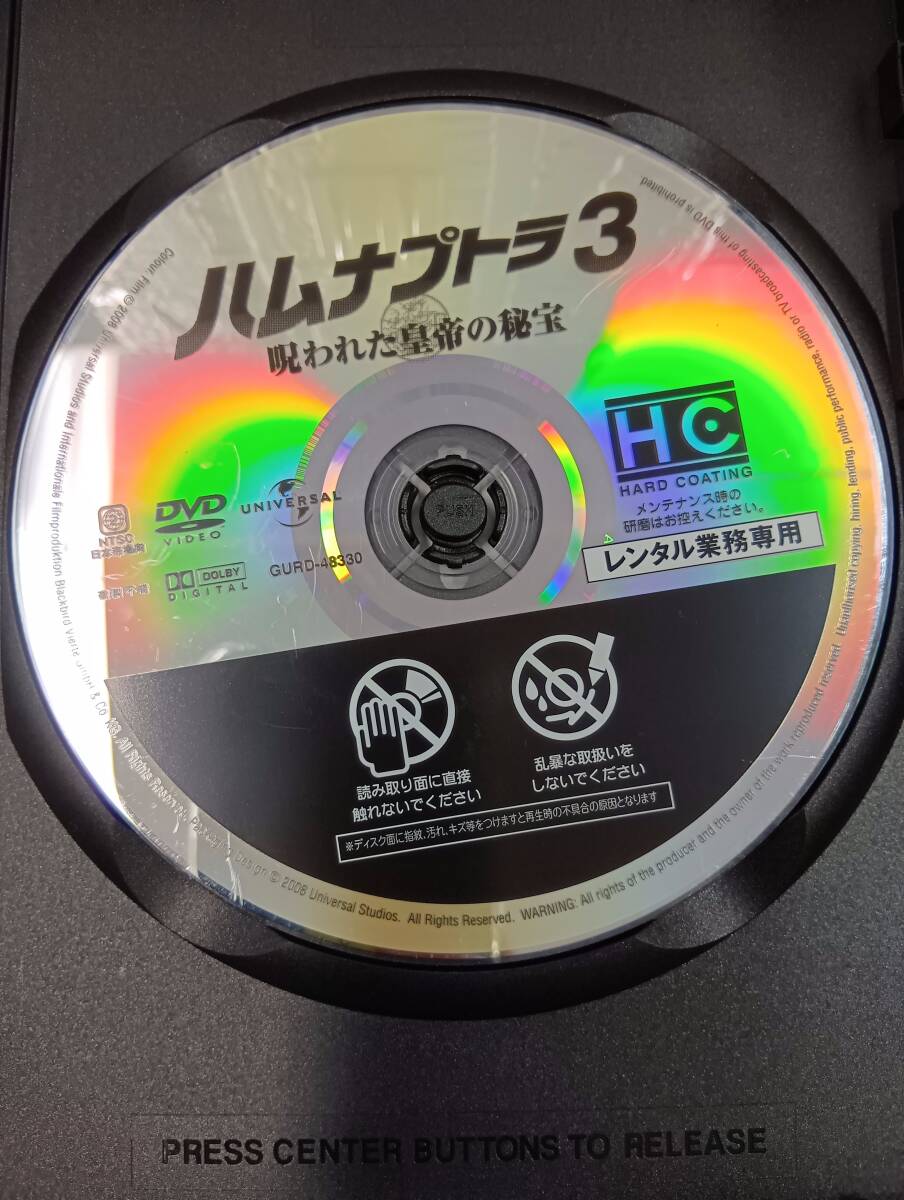 ハムナプトラ3
呪われた皇帝の秘宝
HC
HARD COATING
メンテナンス時の
研磨はお控えください。
レンタル業務専用
NTSC
日本市場向
DVD
VIDEO
UNIVERSAL
複製不能
DOLBY
DIGITAL
GURD-48330
PUSH
読み取り面に直接
触れないでください
乱暴な取扱いを
しないでください
※ディスク面に指紋、汚れ、キズ等をつけますと再生時の不具合の原因となります
Colour. Film © 2008 Universal Studios and Internationale Filmproduktion Blackbird Vierte GmbH & Co. KG. All Rights Reserved. Packaging Design © 2008 Universal Studios. All Rights Reserved. WARNING: All rights of the producer and the owner of the work reproduced reserved. Unauthorised copying, hiring, lending, public performance, radio or TV broadcasting of this DVD is prohibited.
PRESS CENTER BUTTONS TO RELEASE